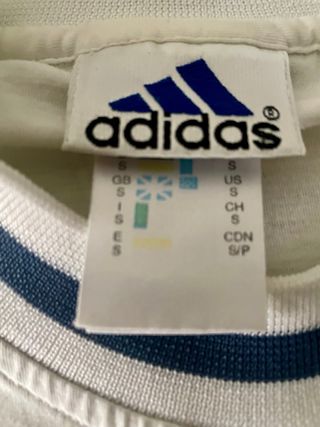 adidas®
S S
GB US
S S
I CH
S S
E CDN
S S/P